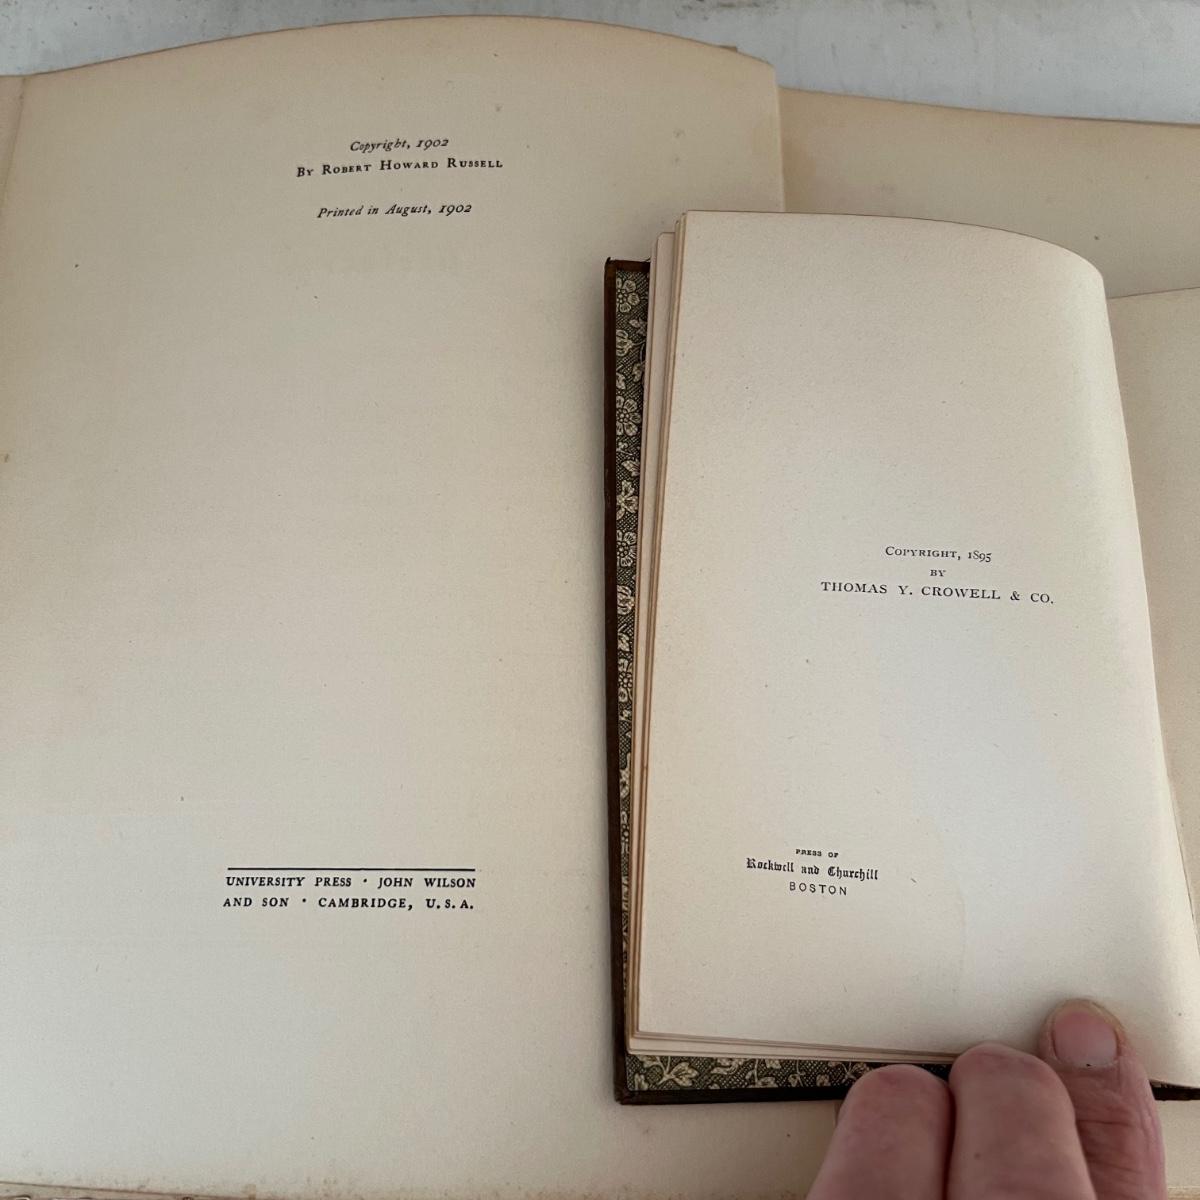 Copyright, 1902
By Robert Howard Russell
Printed in August, 1902
UNIVERSITY PRESS · JOHN WILSON
AND SON · CAMBRIDGE, U.S.A.
Copyright, 1895
BY
THOMAS Y. CROWELL & CO.
PRESS OF
Rockwell and Churchill
BOSTON